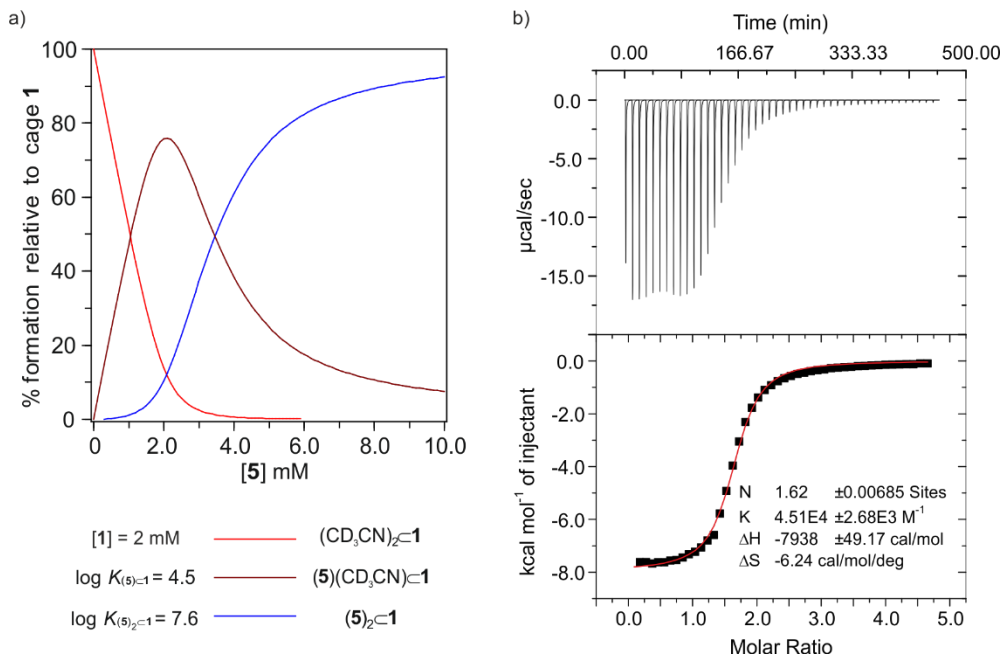 a)
100
80
60
40
20
0
% formation relative to cage 1
0 2.0 4.0 6.0 8.0 10.0
[5] mM
[1] = 2 mM (CD₃CN)₂⊂1
log K₍₅₎⊂₁ = 4.5 (5)(CD₃CN)⊂1
log K₍₅₎₂⊂₁ = 7.6 (5)₂⊂1
b)
Time (min)
0.00 166.67 333.33 500.00
0.0
-5.0
-10.0
-15.0
µcal/sec
0.0
-2.0
-4.0
-6.0
-8.0
kcal mol⁻¹ of injectant
N 1.62 ±0.00685 Sites
K 4.51E4 ±2.68E3 M⁻¹
ΔH -7938 ±49.17 cal/mol
ΔS -6.24 cal/mol/deg
0.0 1.0 2.0 3.0 4.0 5.0
Molar Ratio